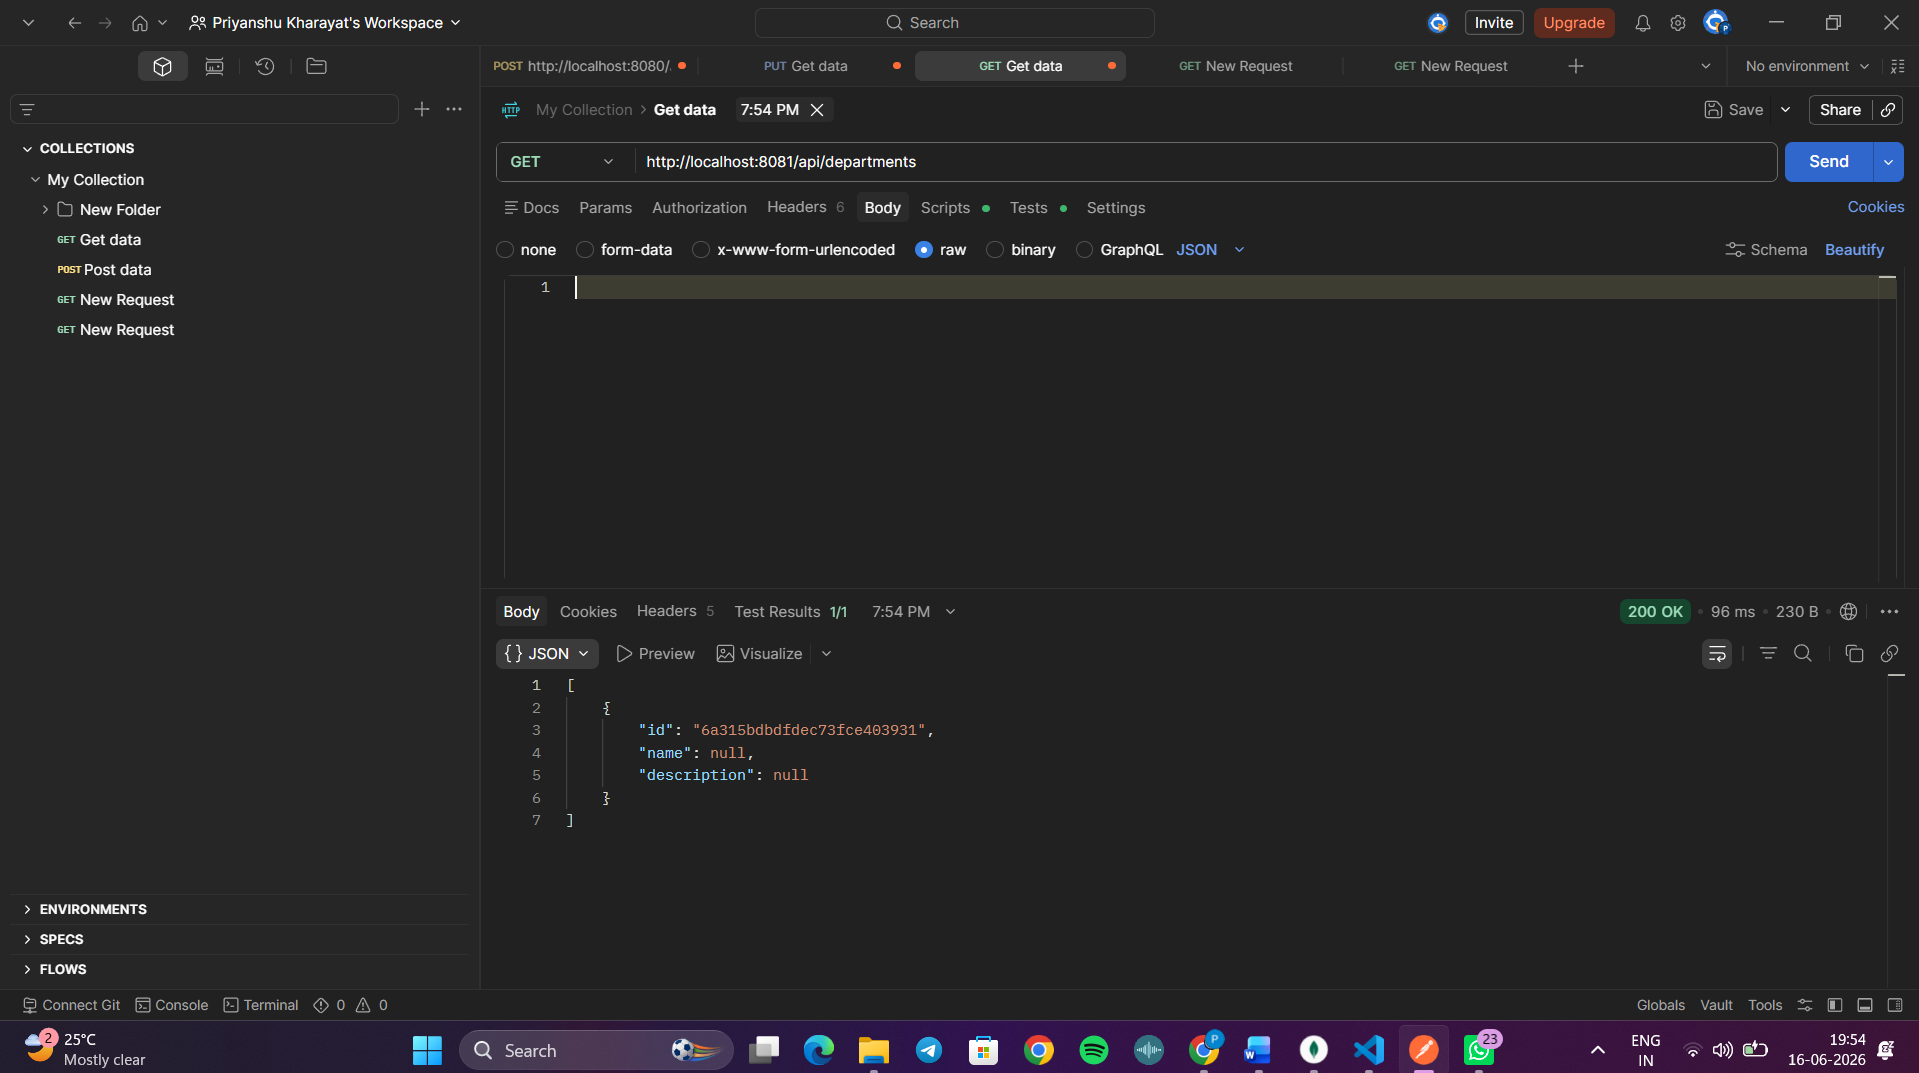 Priyanshu Kharayat's Workspace
Search
Invite
Upgrade
POST http://localhost:8080/.
PUT Get data
GET Get data
GET New Request
GET New Request
No environment
HTTP My Collection > Get data
7:54 PM
Save
Share
COLLECTIONS
My Collection
New Folder
GET Get data
POST Post data
GET New Request
GET New Request
GET
http://localhost:8081/api/departments
Send
Docs
Params
Authorization
Headers 6
Body
Scripts
Tests
Settings
Cookies
none
form-data
x-www-form-urlencoded
raw
binary
GraphQL
JSON
Schema
Beautify
1
Body
Cookies
Headers 5
Test Results 1/1
7:54 PM
200 OK
96 ms
230 B
{} JSON
Preview
Visualize
1 [
2 {
3 "id": "6a315bdbdfdec73fce403931",
4 "name": null,
5 "description": null
6 }
7 ]
ENVIRONMENTS
SPECS
FLOWS
Connect Git
Console
Terminal
0
0
Globals
Vault
Tools
2
25°C
Mostly clear
Search
P
W
23
ENG
IN
19:54
16-06-2026